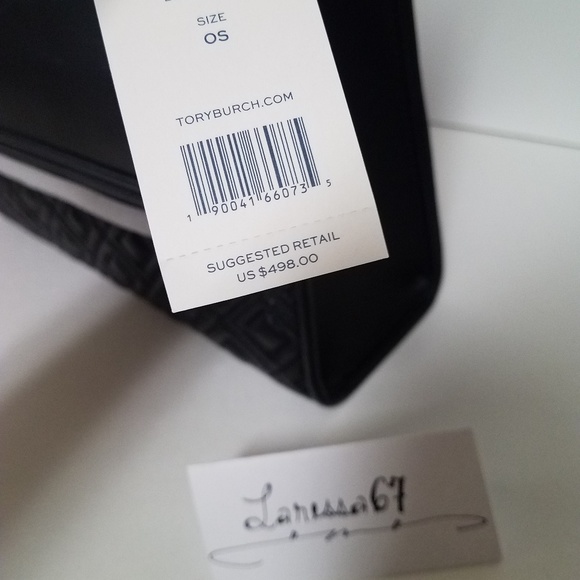 SIZE
OS
TORYBURCH.COM
1 90041 66073 5
SUGGESTED RETAIL
US $498.00
Laressa67